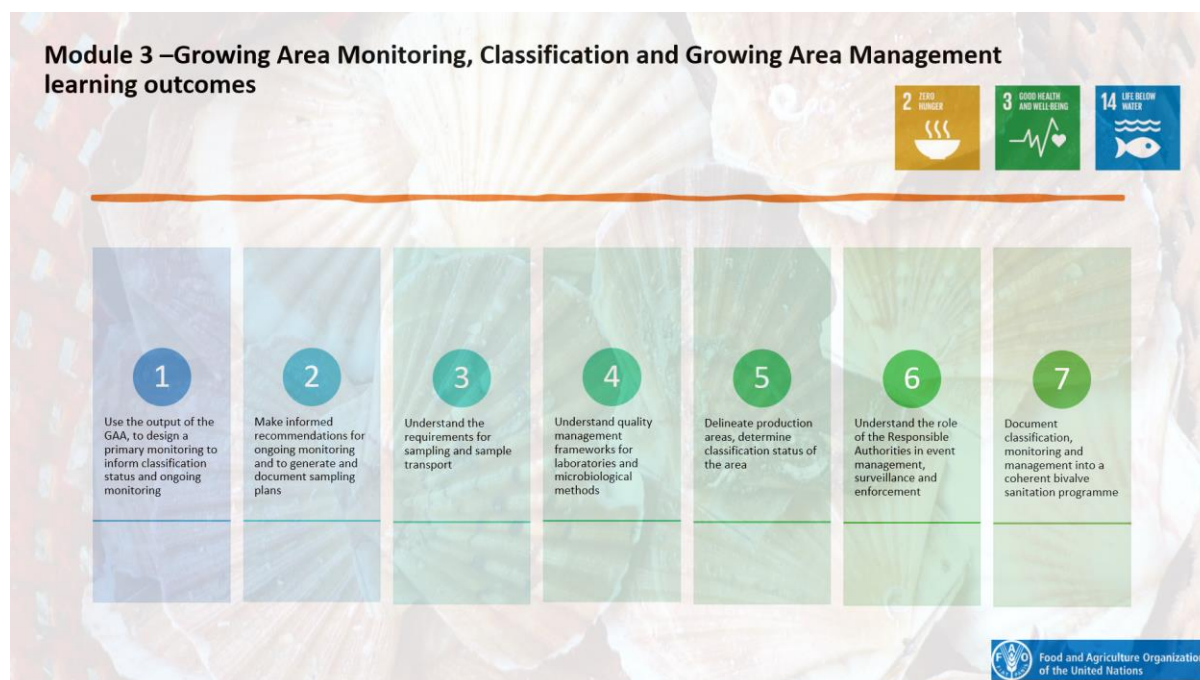 Module 3 –Growing Area Monitoring, Classification and Growing Area Management
learning outcomes
2 ZERO
HUNGER
3 GOOD HEALTH
AND WELL-BEING
14 LIFE BELOW
WATER
1
Use the output of the
GAA, to design a
primary monitoring to
inform classification
status and ongoing
monitoring
2
Make informed
recommendations for
ongoing monitoring
and to generate and
document sampling
plans
3
Understand the
requirements for
sampling and sample
transport
4
Understand quality
management
frameworks for
laboratories and
microbiological
methods
5
Delineate production
areas, determine
classification status of
the area
6
Understand the role
of the Responsible
Authorities in event
management,
surveillance and
enforcement
7
Document
classification,
monitoring and
management into a
coherent bivalve
sanitation programme
FAO
Food and Agriculture Organization
of the United Nations